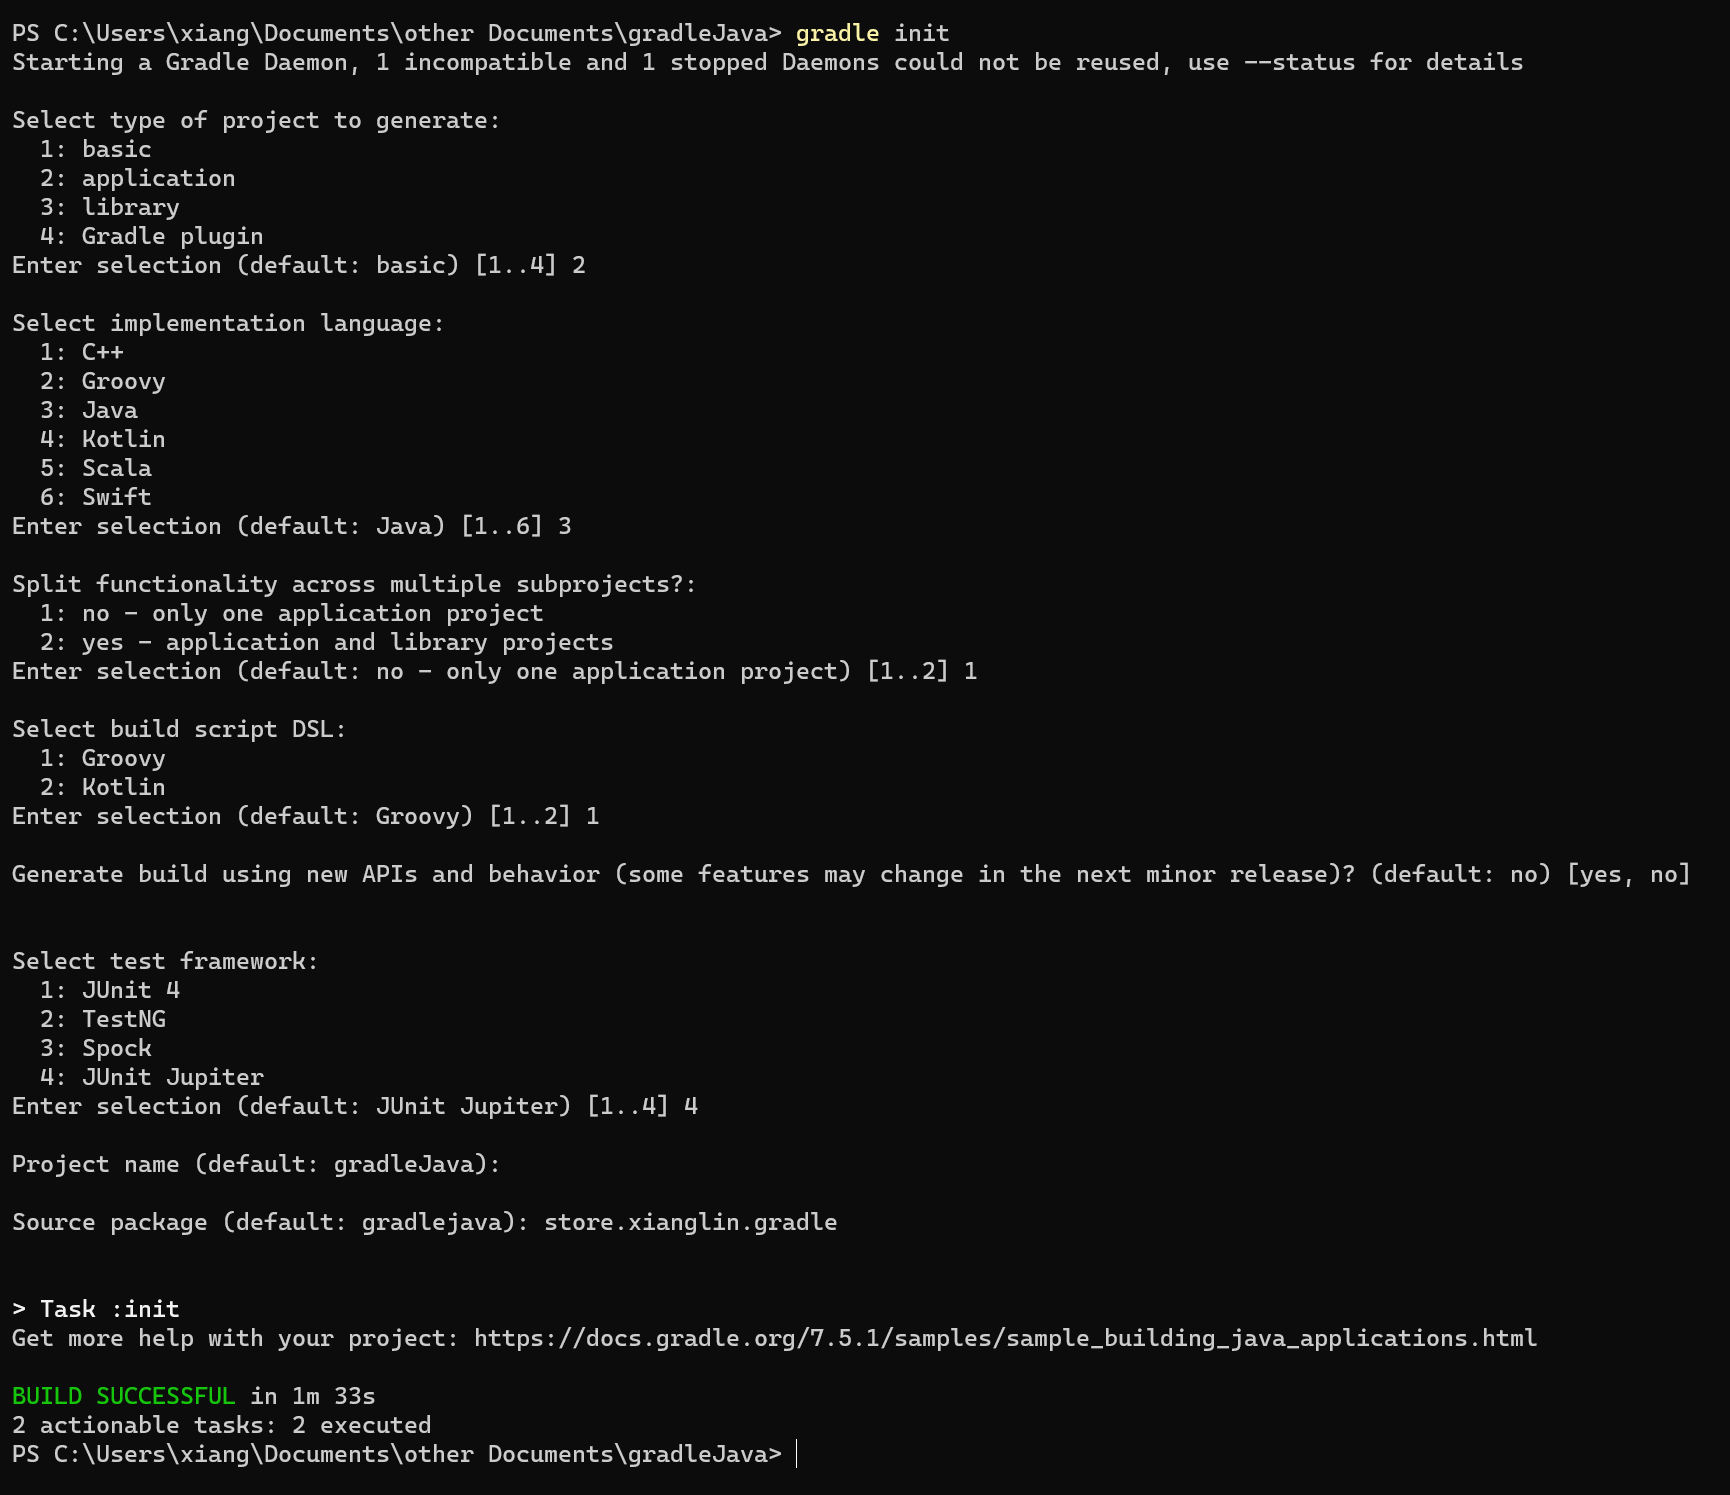 PS C:\Users\xiang\Documents\other Documents\gradleJava> gradle init
Starting a Gradle Daemon, 1 incompatible and 1 stopped Daemons could not be reused, use --status for details
Select type of project to generate:
  1: basic
  2: application
  3: library
  4: Gradle plugin
Enter selection (default: basic) [1..4] 2
Select implementation language:
  1: C++
  2: Groovy
  3: Java
  4: Kotlin
  5: Scala
  6: Swift
Enter selection (default: Java) [1..6] 3
Split functionality across multiple subprojects?:
  1: no - only one application project
  2: yes - application and library projects
Enter selection (default: no - only one application project) [1..2] 1
Select build script DSL:
  1: Groovy
  2: Kotlin
Enter selection (default: Groovy) [1..2] 1
Generate build using new APIs and behavior (some features may change in the next minor release)? (default: no) [yes, no]
Select test framework:
  1: JUnit 4
  2: TestNG
  3: Spock
  4: JUnit Jupiter
Enter selection (default: JUnit Jupiter) [1..4] 4
Project name (default: gradleJava):
Source package (default: gradlejava): store.xianglin.gradle
> Task :init
Get more help with your project: https://docs.gradle.org/7.5.1/samples/sample_building_java_applications.html
BUILD SUCCESSFUL in 1m 33s
2 actionable tasks: 2 executed
PS C:\Users\xiang\Documents\other Documents\gradleJava>